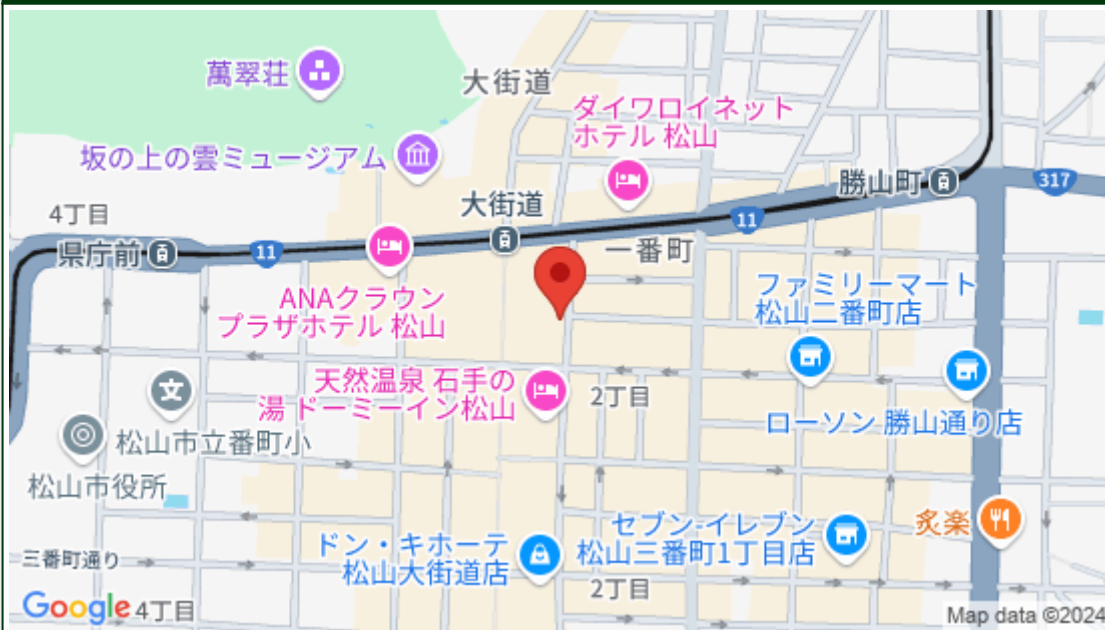 萬翠荘
大街道
ダイワロイネット
ホテル 松山
坂の上の雲ミュージアム
勝山町
317
4丁目
大街道
11
県庁前
11
一番町
ANAクラウン
プラザホテル 松山
ファミリーマート
松山二番町店
天然温泉 石手の
湯 ドーミーイン松山
2丁目
ローソン 勝山通り店
文
松山市立番町小
松山市役所
セブン-イレブン
松山三番町1丁目店
炙楽
ドン・キホーテ
松山大街道店
三番町通り
2丁目
Google
4丁目
Map data ©2024